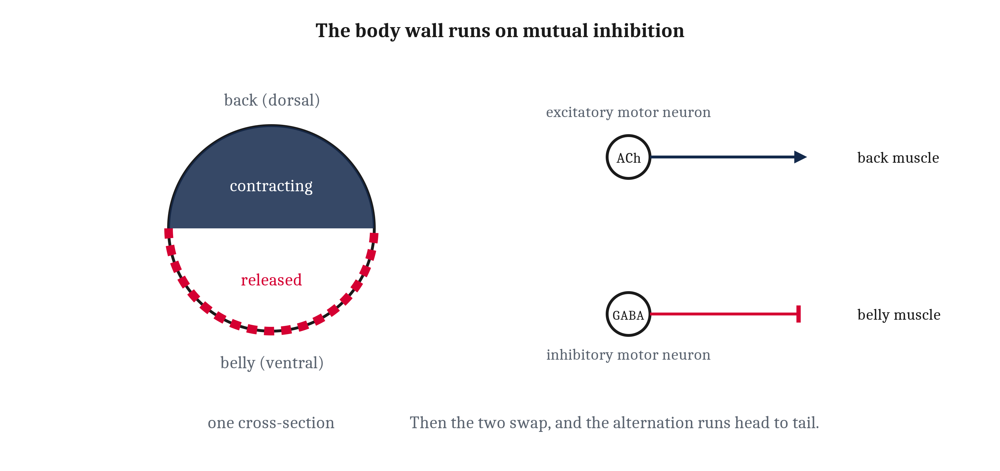 The body wall runs on mutual inhibition
back (dorsal)
contracting
released
belly (ventral)
one cross-section
excitatory motor neuron
ACh
back muscle
GABA
belly muscle
inhibitory motor neuron
Then the two swap, and the alternation runs head to tail.